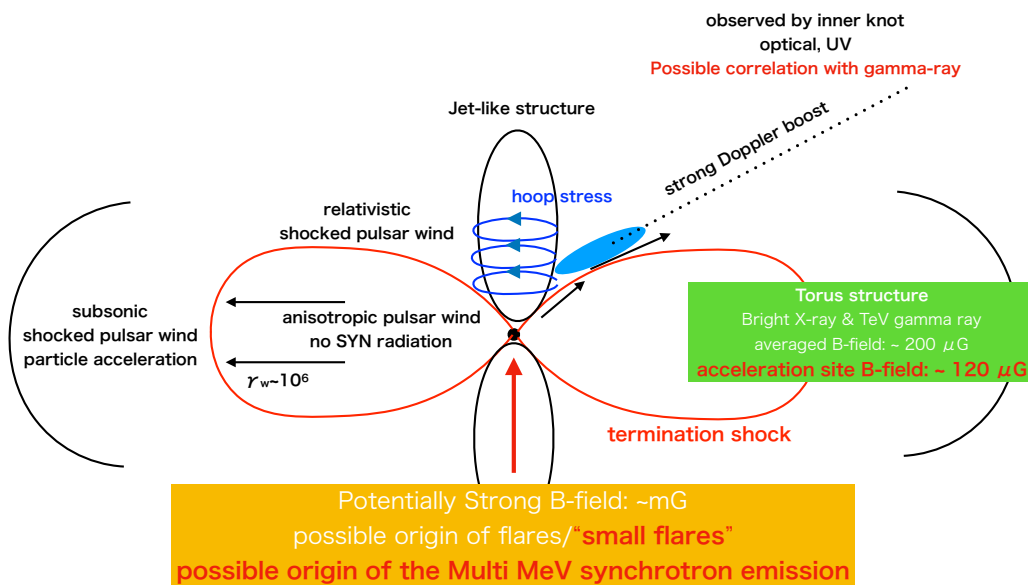 observed by inner knot
optical, UV
Possible correlation with gamma-ray
Jet-like structure
strong Doppler boost
hoop stress
relativistic
shocked pulsar wind
subsonic
shocked pulsar wind
particle acceleration
anisotropic pulsar wind
no SYN radiation
γw~10⁶
Torus structure
Bright X-ray & TeV gamma ray
averaged B-field: ~ 200 μG
acceleration site B-field: ~ 120 μG
termination shock
Potentially Strong B-field: ~mG
possible origin of flares/“small flares”
possible origin of the Multi MeV synchrotron emission